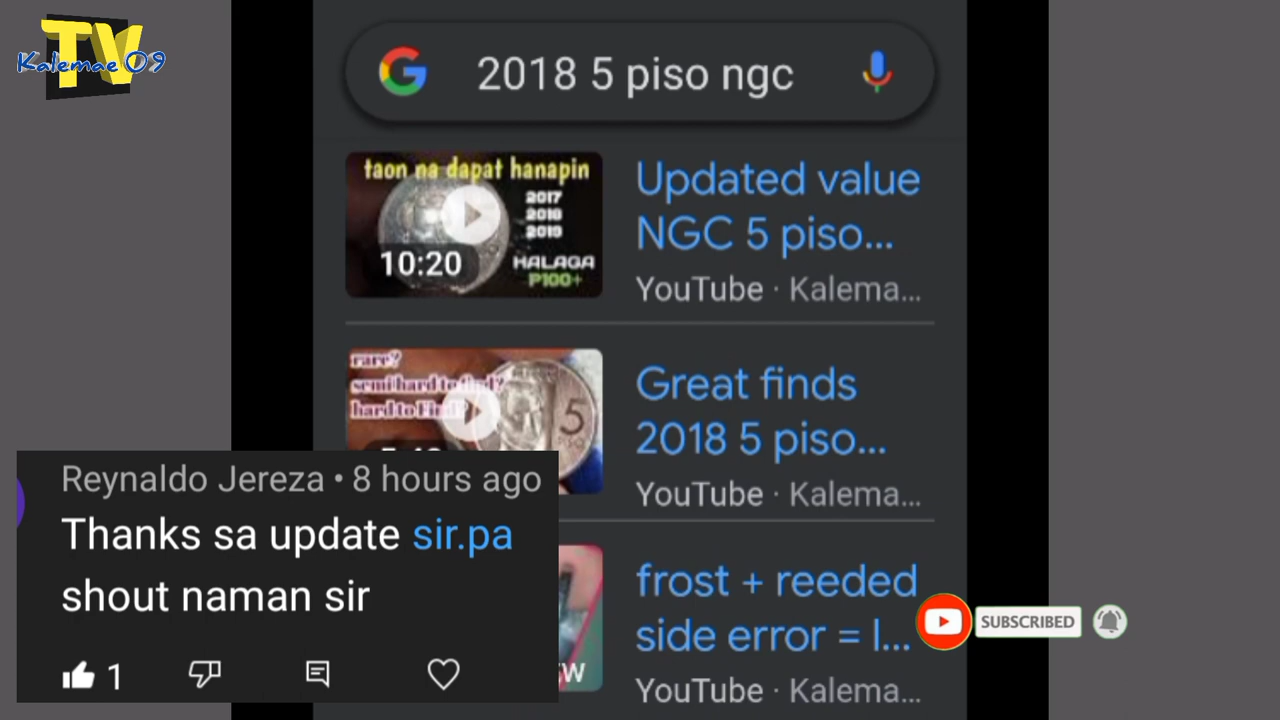 TV
Kalemae 09
2018 5 piso ngc
taon na dapat hanapin
2017
2018
2019
HALAGA
P100+
10:20
Updated value
NGC 5 piso...
YouTube · Kalema...
rare?
semi hard to find?
hard to Find?
5
Great finds
2018 5 piso...
YouTube · Kalema...
frost + reeded
side error = l...
YouTube · Kalema...
Reynaldo Jereza • 8 hours ago
Thanks sa update sir.pa
shout naman sir
1
SUBSCRIBED